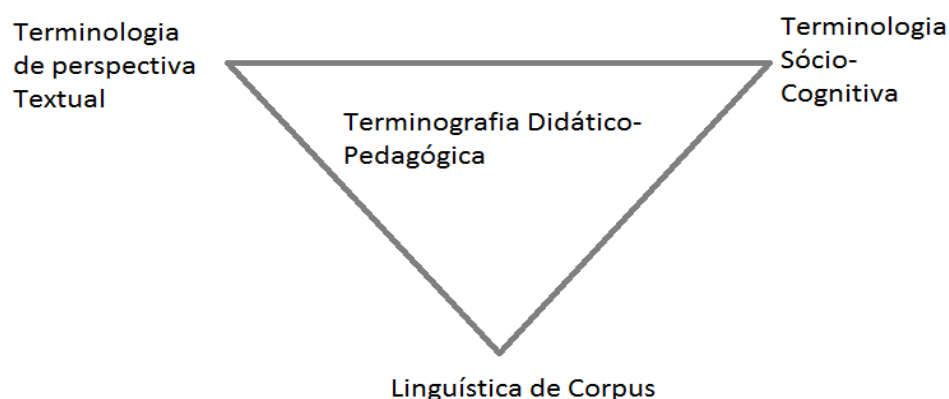 Terminologia
de perspectiva
Textual
Terminologia
Sócio-
Cognitiva
Terminografia Didático-
Pedagógica
Linguística de Corpus